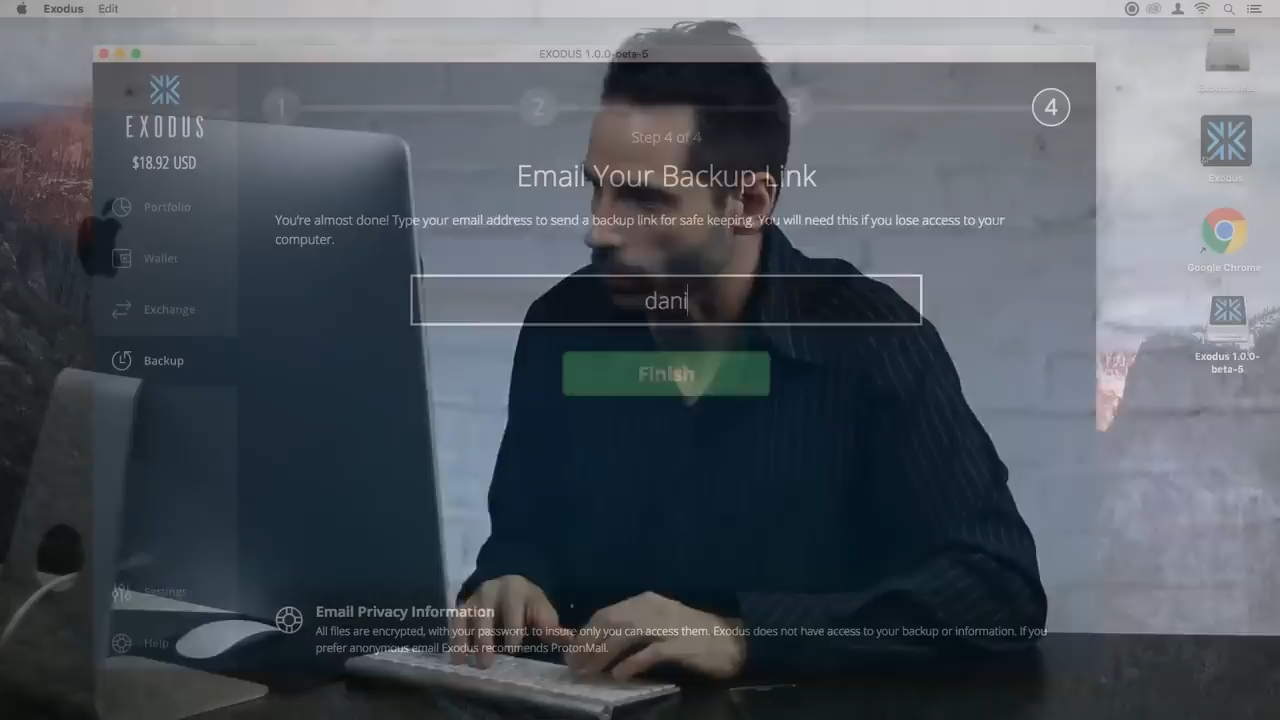 Exodus Edit
EXODUS 1.0.0-beta-5
EXODUS
$18.92 USD
Portfolio
Wallet
Exchange
Backup
Settings
Help
1 2 3 4
Step 4 of 4
Email Your Backup Link
You're almost done! Type your email address to send a backup link for safe keeping. You will need this if you lose access to your
computer.
dani
Finish
Email Privacy Information
All files are encrypted, with your password, to insure only you can access them. Exodus does not have access to your backup or information. If you
prefer anonymous email Exodus recommends ProtonMail.
Exodus
Google Chrome
Exodus 1.0.0-
beta-5